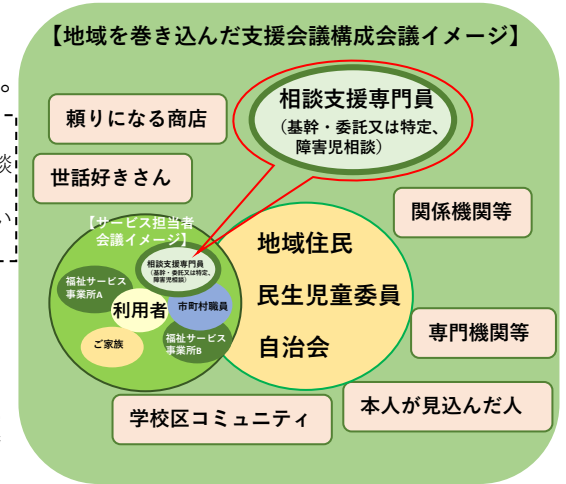 【地域を巻き込んだ支援会議構成会議イメージ】
。
相談支援専門員
（基幹・委託又は特定、
障害児相談）
頼りになる商店
談
世話好きさん
い
関係機関等
【サービス担当者
会議イメージ】
相談支援専門員
（基幹・委託又は特定、
障害児相談）
福祉サービス
事業所A
利用者
市町村職員
ご家族
福祉サービス
事業所B
地域住民
民生児童委員
自治会
専門機関等
本人が見込んだ人
学校区コミュニティ